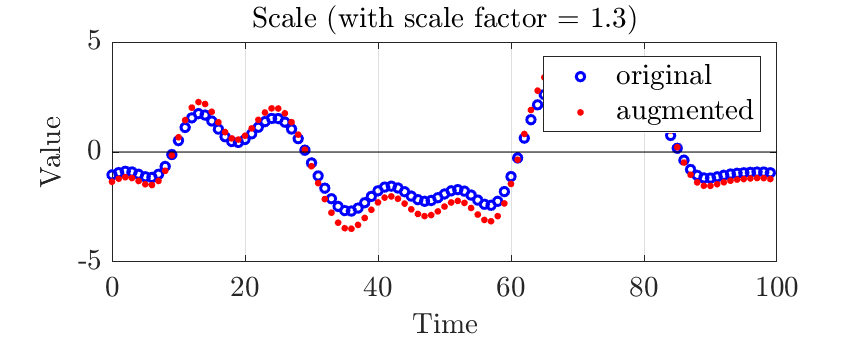 Scale (with scale factor = 1.3)
5
original
augmented
Value
0
-5
0 20 40 60 80 100
Time